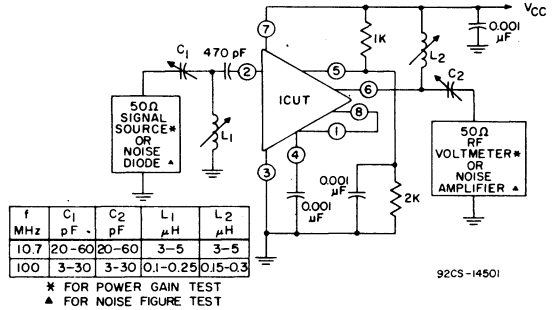 VCC
7
1K
L2
0.001
μF
C1
470 pF
2
5
C2
6
ICUT
8
1
50Ω
SIGNAL
SOURCE*
OR
NOISE
DIODE ▲
L1
4
3
0.001
μF
0.001
μF
2K
50Ω
RF
VOLTMETER*
OR
NOISE
AMPLIFIER ▲
f MHz C1 pF C2 pF L1 μH L2 μH
10.7 20-60 20-60 3-5 3-5
100 3-30 3-30 0.1-0.25 0.15-0.3
* FOR POWER GAIN TEST
▲ FOR NOISE FIGURE TEST
92CS-14501